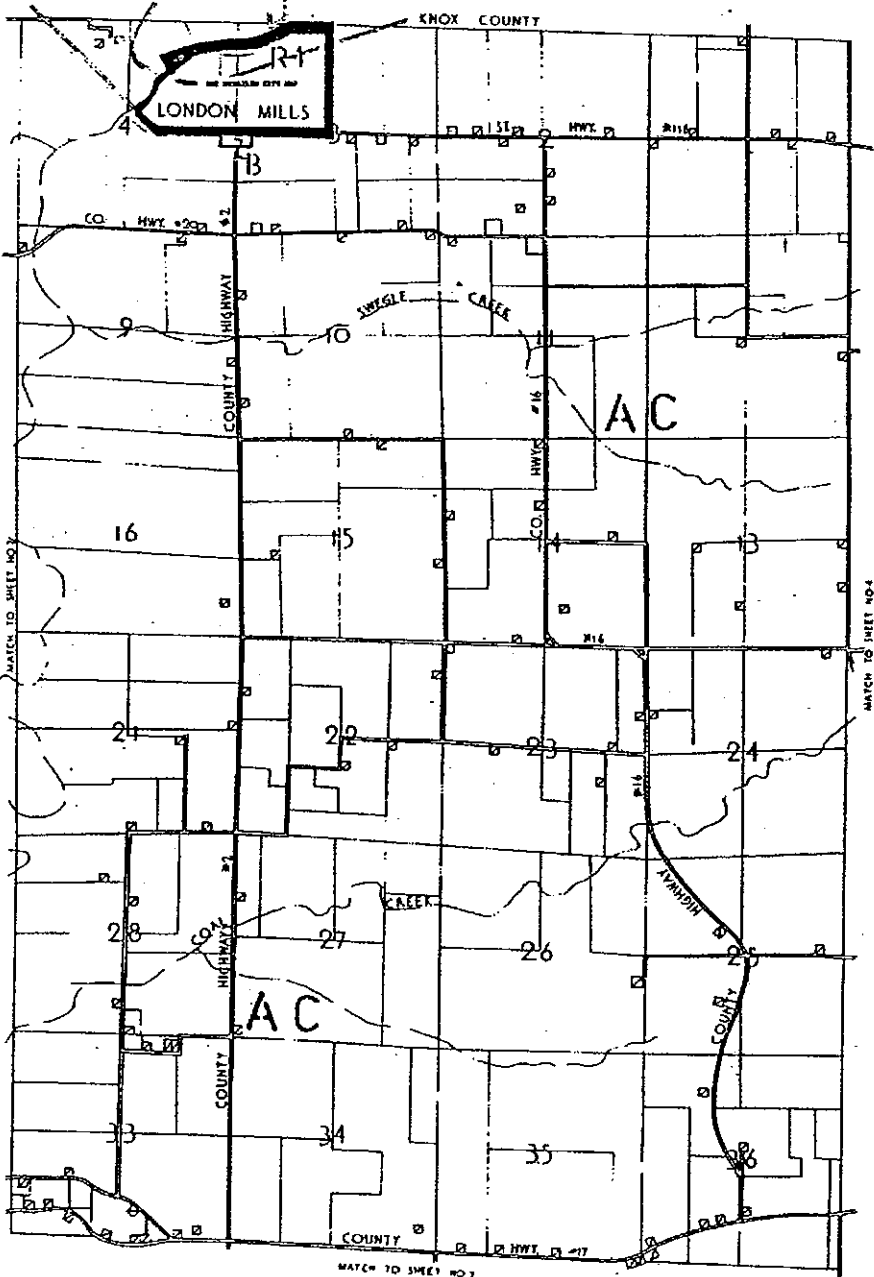 KNOX COUNTY
R-1
LONDON MILLS
4
3
1 ST. HWY. #116
2
B
CO. HWY. #20
#2
1
SWEGLE CREEK
HIGHWAY
9
10
11
COUNTY
#16
AC
HWY.
CO.
16
15
14
13
MATCH TO SHEET NO 2
MATCH TO SHEET NO 4
#16
21
22
23
24
#16
#2
HIGHWAY
CREEK
28
27
26
25
HIGHWAY
COUNTY
AC
COUNTY
33
34
35
36
COUNTY HWY. #17
MATCH TO SHEET NO 7